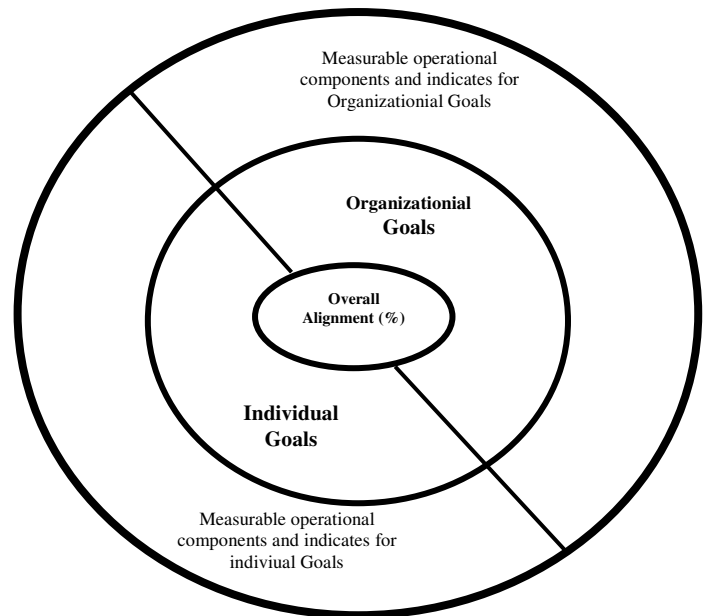 Measurable operational
components and indicates for
Organizationial Goals
Organizationial
Goals
Overall
Alignment (%)
Individual
Goals
Measurable operational
components and indicates for
indiviual Goals